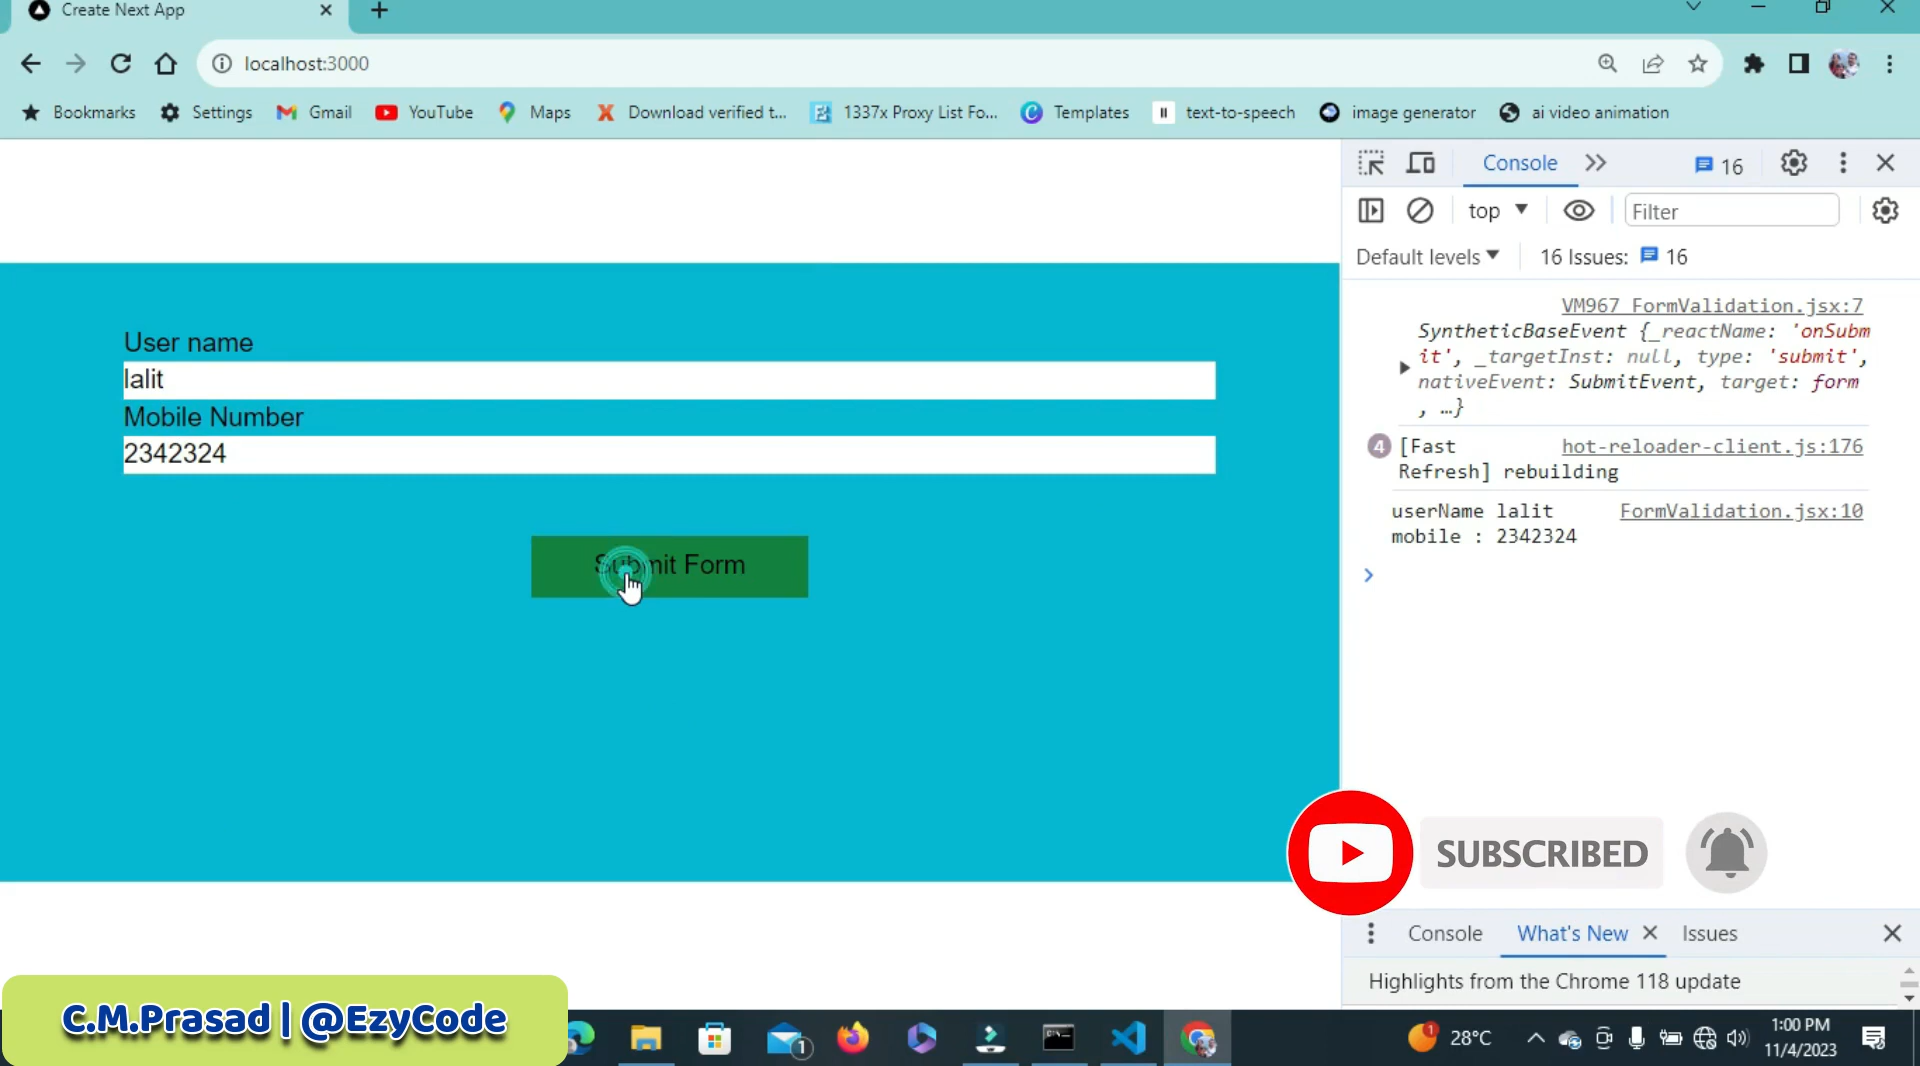 Create Next App
localhost:3000
Bookmarks Settings Gmail YouTube Maps Download verified t... 1337x Proxy List Fo... Templates text-to-speech image generator ai video animation
Console 16
top Filter
Default levels 16 Issues: 16
VM967 FormValidation.jsx:7
SyntheticBaseEvent {_reactName: 'onSubm
it', _targetInst: null, type: 'submit',
nativeEvent: SubmitEvent, target: form
, …}
4 [Fast hot-reloader-client.js:176
Refresh] rebuilding
userName lalit FormValidation.jsx:10
mobile : 2342324
User name
lalit
Mobile Number
2342324
Submit Form
SUBSCRIBED
Console What's New Issues
Highlights from the Chrome 118 update
C.M.Prasad | @EzyCode
1
1 28°C
1:00 PM
11/4/2023